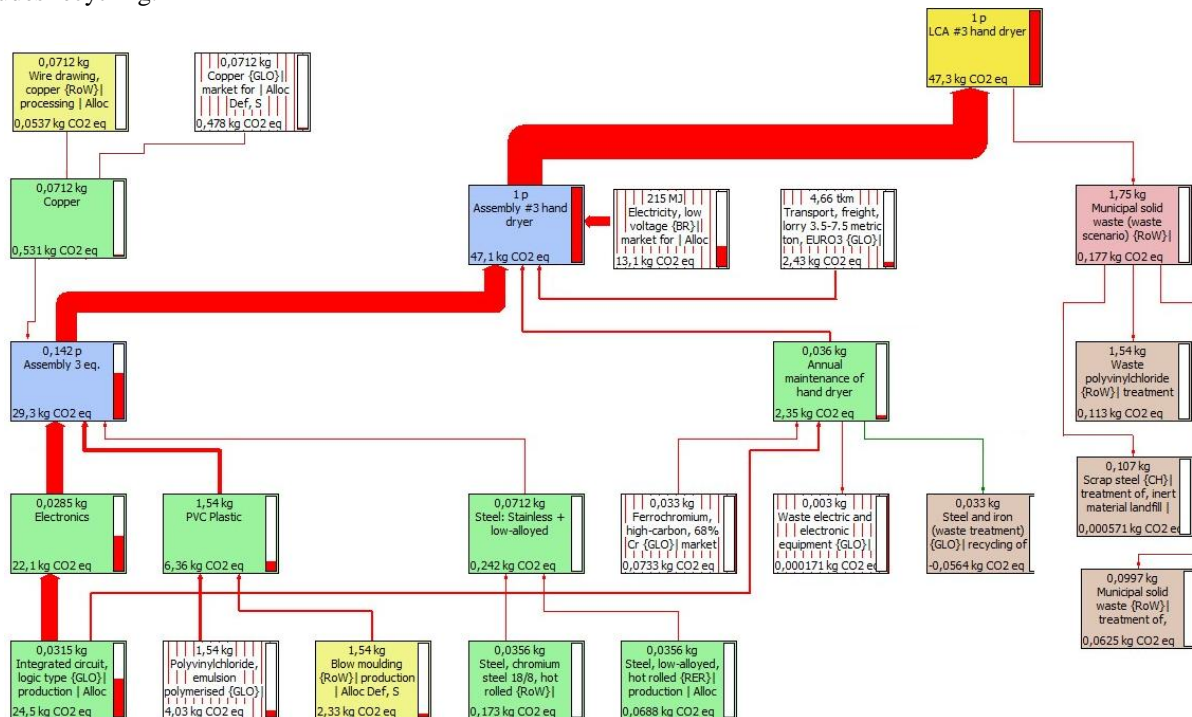 1 p
LCA #3 hand dryer
47,3 kg CO2 eq
0,0712 kg
Wire drawing,
copper {RoW}|
processing | Alloc
0,0537 kg CO2 eq
0,0712 kg
Copper {GLO}|
market for | Alloc
Def, S
0,478 kg CO2 eq
0,0712 kg
Copper
0,531 kg CO2 eq
1 p
Assembly #3 hand
dryer
47,1 kg CO2 eq
215 MJ
Electricity, low
voltage {BR}|
market for | Alloc
13,1 kg CO2 eq
4,66 tkm
Transport, freight,
lorry 3.5-7.5 metric
ton, EURO3 {GLO}|
2,43 kg CO2 eq
1,75 kg
Municipal solid
waste (waste
scenario) {RoW}|
0,177 kg CO2 eq
0,142 p
Assembly 3 eq.
29,3 kg CO2 eq
0,036 kg
Annual
maintenance of
hand dryer
2,35 kg CO2 eq
1,54 kg
Waste
polyvinylchloride
{RoW}| treatment
0,113 kg CO2 eq
0,0285 kg
Electronics
22,1 kg CO2 eq
1,54 kg
PVC Plastic
6,36 kg CO2 eq
0,0712 kg
Steel: Stainless +
low-alloyed
0,242 kg CO2 eq
0,033 kg
Ferrochromium,
high-carbon, 68%
Cr {GLO}| market
0,0733 kg CO2 eq
0,003 kg
Waste electric and
electronic
equipment {GLO}|
0,000171 kg CO2 eq
0,033 kg
Steel and iron
(waste treatment)
{GLO}| recycling of
-0,0564 kg CO2 eq
0,107 kg
Scrap steel {CH}|
treatment of, inert
material landfill |
0,000571 kg CO2 eq
0,0997 kg
Municipal solid
waste {RoW}|
treatment of,
0,0625 kg CO2 eq
0,0315 kg
Integrated circuit,
logic type {GLO}|
production | Alloc
24,5 kg CO2 eq
1,54 kg
Polyvinylchloride,
emulsion
polymerised {GLO}|
4,03 kg CO2 eq
1,54 kg
Blow moulding
{RoW}| production
| Alloc Def, S
2,33 kg CO2 eq
0,0356 kg
Steel, chromium
steel 18/8, hot
rolled {RoW}|
0,173 kg CO2 eq
0,0356 kg
Steel, low-alloyed,
hot rolled {RER}|
production | Alloc
0,0688 kg CO2 eq